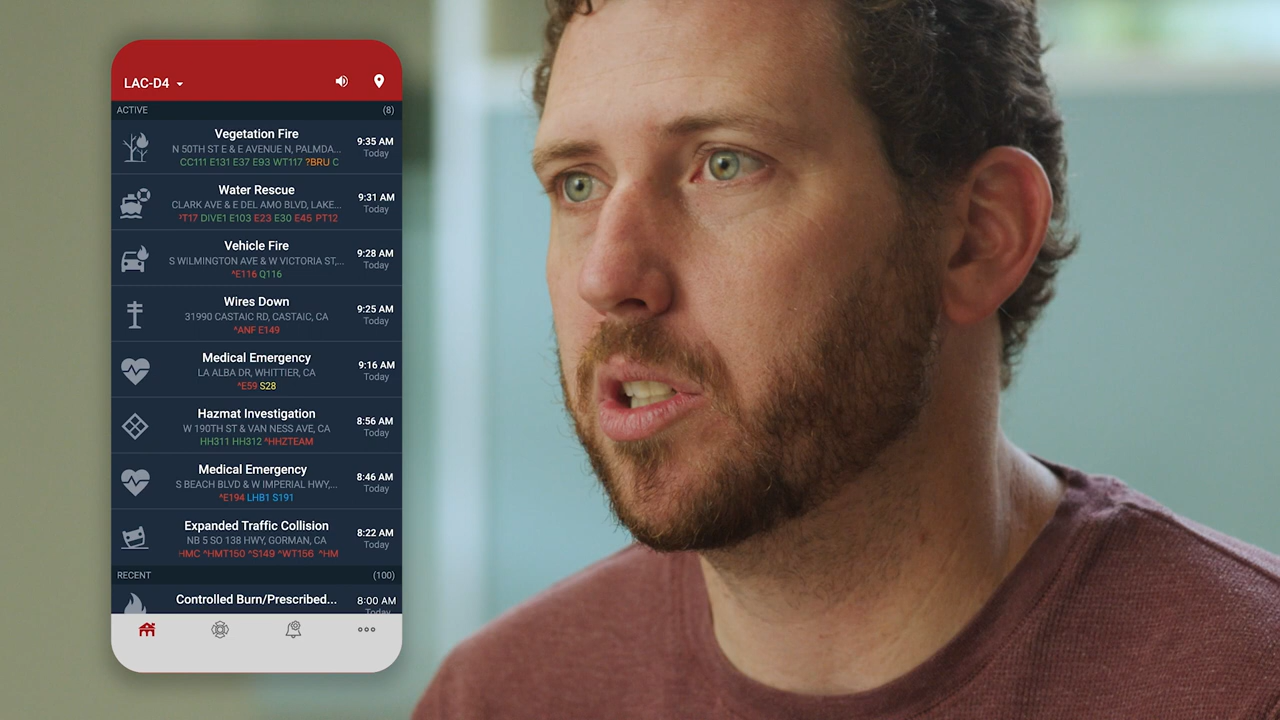 LAC-D4
ACTIVE (8)
Vegetation Fire
9:35 AM
N 50TH ST E & E AVENUE N, PALMDA...
Today
CC111 E131 E37 E93 WT117 ?BRU C
Water Rescue
9:31 AM
CLARK AVE & E DEL AMO BLVD, LAKE...
Today
T17 DIVE1 E103 E23 E30 E45 PT12
Vehicle Fire
9:28 AM
S WILMINGTON AVE & W VICTORIA ST,...
Today
^E116 Q116
Wires Down
9:25 AM
31990 CASTAIC RD, CASTAIC, CA
Today
^ANF E149
Medical Emergency
9:16 AM
LA ALBA DR, WHITTIER, CA
Today
^E59 S28
Hazmat Investigation
8:56 AM
W 190TH ST & VAN NESS AVE, CA
Today
HH311 HH312 ^HHZTEAM
Medical Emergency
8:46 AM
S BEACH BLVD & W IMPERIAL HWY,...
Today
^E194 LHB1 S191
Expanded Traffic Collision
8:22 AM
NB 5 SO 138 HWY, GORMAN, CA
Today
HMC ^HMT150 ^S149 ^WT156 ^HM
RECENT (100)
Controlled Burn/Prescribed...
8:00 AM
Today